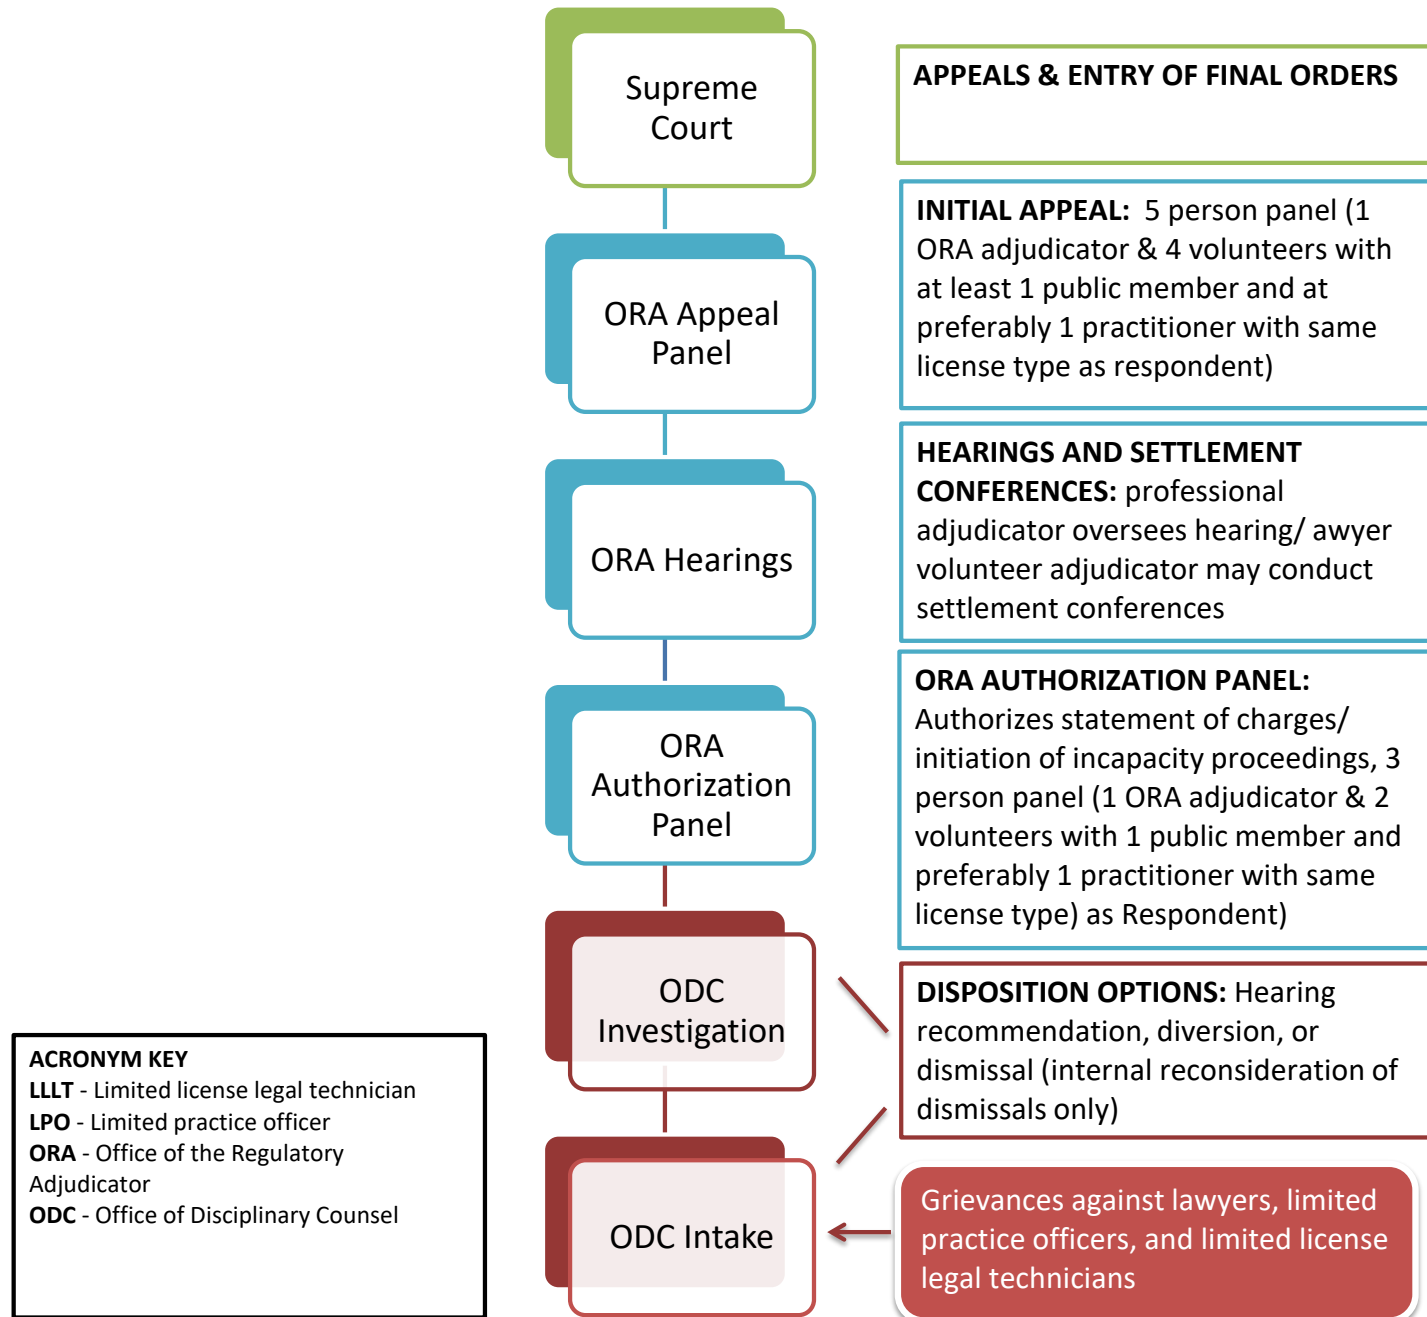 Supreme
Court
APPEALS & ENTRY OF FINAL ORDERS
ORA Appeal
Panel
INITIAL APPEAL: 5 person panel (1
ORA adjudicator & 4 volunteers with
at least 1 public member and at
preferably 1 practitioner with same
license type as respondent)
ORA Hearings
HEARINGS AND SETTLEMENT
CONFERENCES: professional
adjudicator oversees hearing/ awyer
volunteer adjudicator may conduct
settlement conferences
ORA
Authorization
Panel
ORA AUTHORIZATION PANEL:
Authorizes statement of charges/
initiation of incapacity proceedings, 3
person panel (1 ORA adjudicator & 2
volunteers with 1 public member and
preferably 1 practitioner with same
license type) as Respondent)
ODC
Investigation
DISPOSITION OPTIONS: Hearing
recommendation, diversion, or
dismissal (internal reconsideration of
dismissals only)
ODC Intake
Grievances against lawyers, limited
practice officers, and limited license
legal technicians
ACRONYM KEY
LLLT - Limited license legal technician
LPO - Limited practice officer
ORA - Office of the Regulatory
Adjudicator
ODC - Office of Disciplinary Counsel